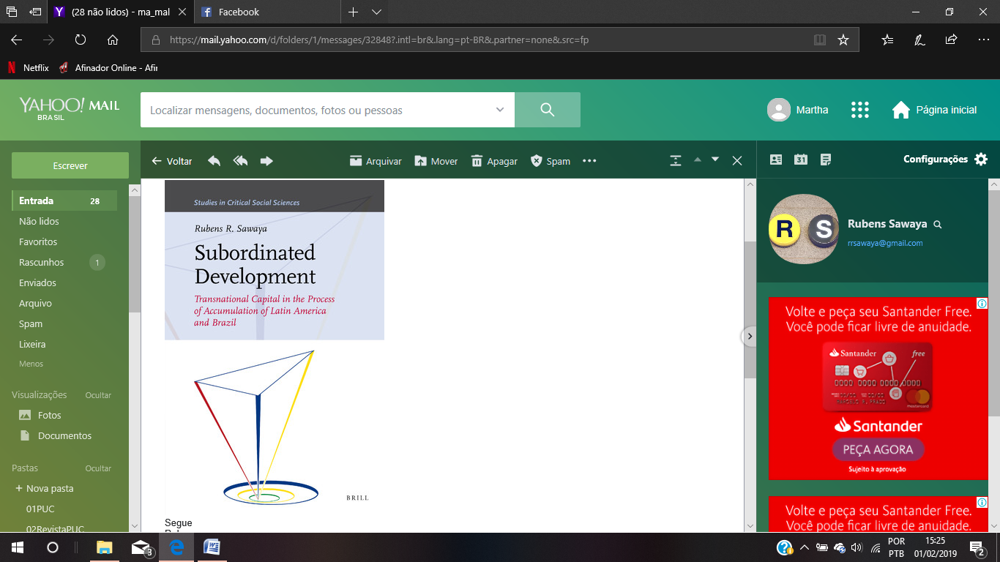 (28 não lidos) - ma_mal
Facebook
https://mail.yahoo.com/d/folders/1/messages/32848?.intl=br&.lang=pt-BR&.partner=none&.src=fp
Netflix
Afinador Online - Afin
YAHOO! MAIL
BRASIL
Localizar mensagens, documentos, fotos ou pessoas
Martha
Página inicial
Escrever
Voltar
Arquivar
Mover
Apagar
Spam
31
Configurações
Entrada 28
Não lidos
Favoritos
Rascunhos 1
Enviados
Arquivo
Spam
Lixeira
Menos
Visualizações Ocultar
Fotos
Documentos
Pastas Ocultar
+ Nova pasta
01PUC
02RevistaPUC
Studies in Critical Social Sciences
Rubens R. Sawaya
Subordinated
Development
Transnational Capital in the Process
of Accumulation of Latin America
and Brazil
BRILL
Segue
R S
Rubens Sawaya
rrsawaya@gmail.com
Volte e peça seu Santander Free.
Você pode ficar livre de anuidade.
Santander free
0000 0000 0000 0000
MARCELO R. PRADO
mastercard
Santander
PEÇA AGORA
Sujeito à aprovação
Volte e peça seu Santander Free.
Você pode ficar livre de anuidade.
3
POR
PTB
15:25
01/02/2019
2